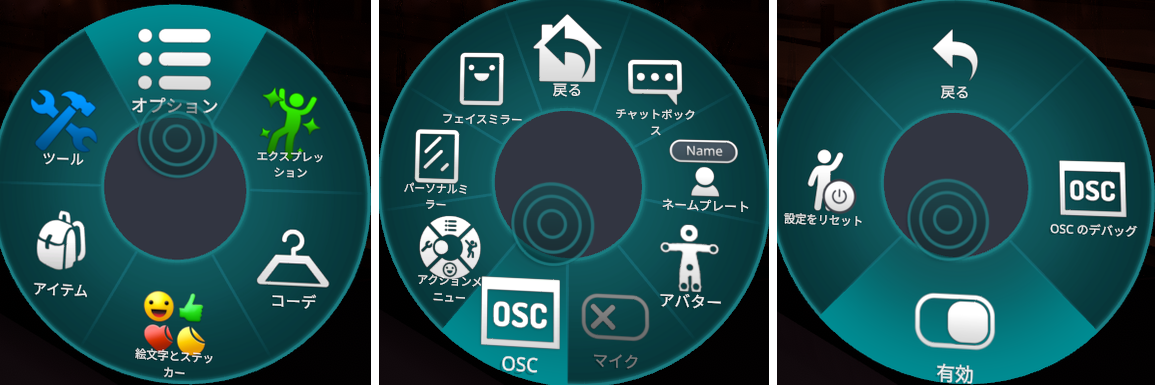 オプション
ツール
エクスプレッ
ション
アイテム
コーデ
絵文字とステッ
カー
戻る
フェイスミラー
チャットボック
ス
パーソナルミ
ラー
Name
ネームプレート
アクションメ
ニュー
アバター
OSC
OSC
マイク
戻る
設定をリセット
OSC
OSC のデバッグ
有効